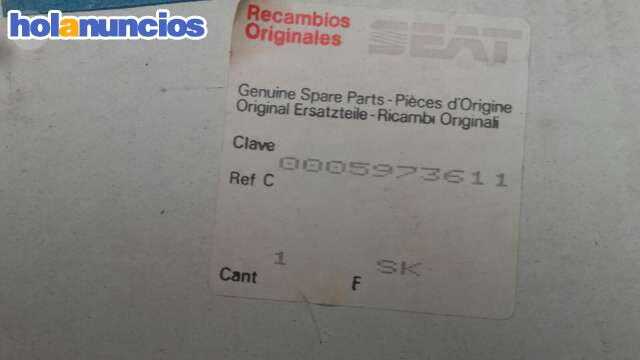 holanuncios
Recambios
Originales
SEAT
Genuine Spare Parts - Pièces d'Origine
Original Ersatzteile - Ricambi Originali
Clave
0005973611
Ref C
1
SK
Cant
F